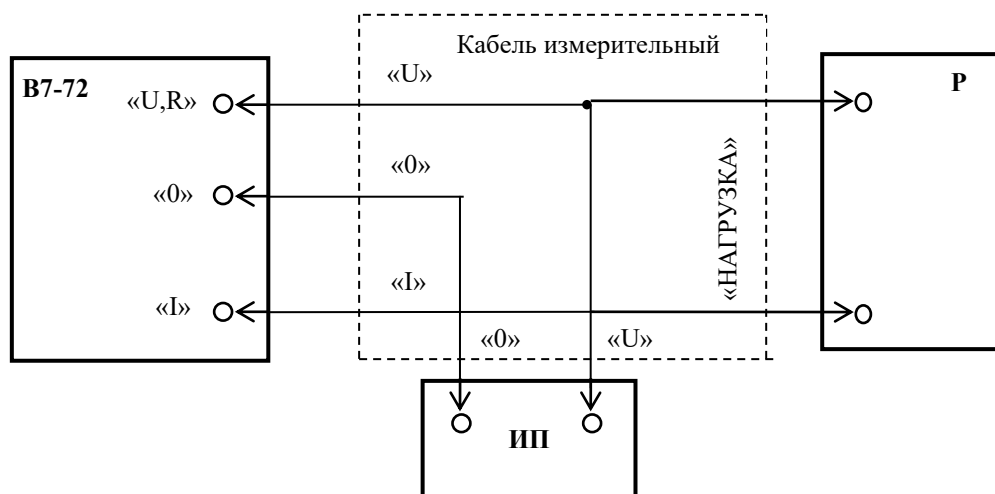 Кабель измерительный
В7-72
«U»
Р
«U,R»
«0»
«0»
«НАГРУЗКА»
«I»
«I»
«0»
«U»
ИП